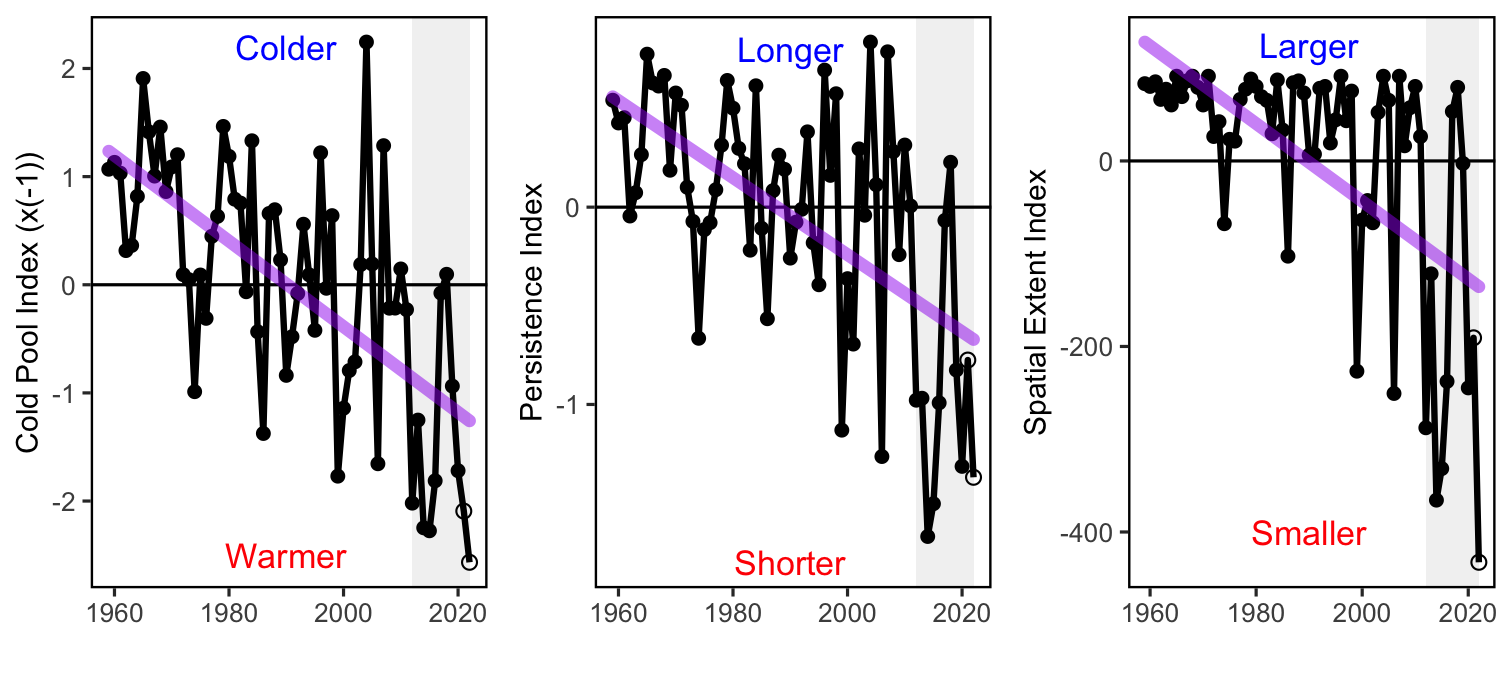 Cold Pool Index (x(-1))
Colder
Warmer
2
1
0
-1
-2
1960
1980
2000
2020
Persistence Index
Longer
Shorter
0
-1
1960
1980
2000
2020
Spatial Extent Index
Larger
Smaller
0
-200
-400
1960
1980
2000
2020